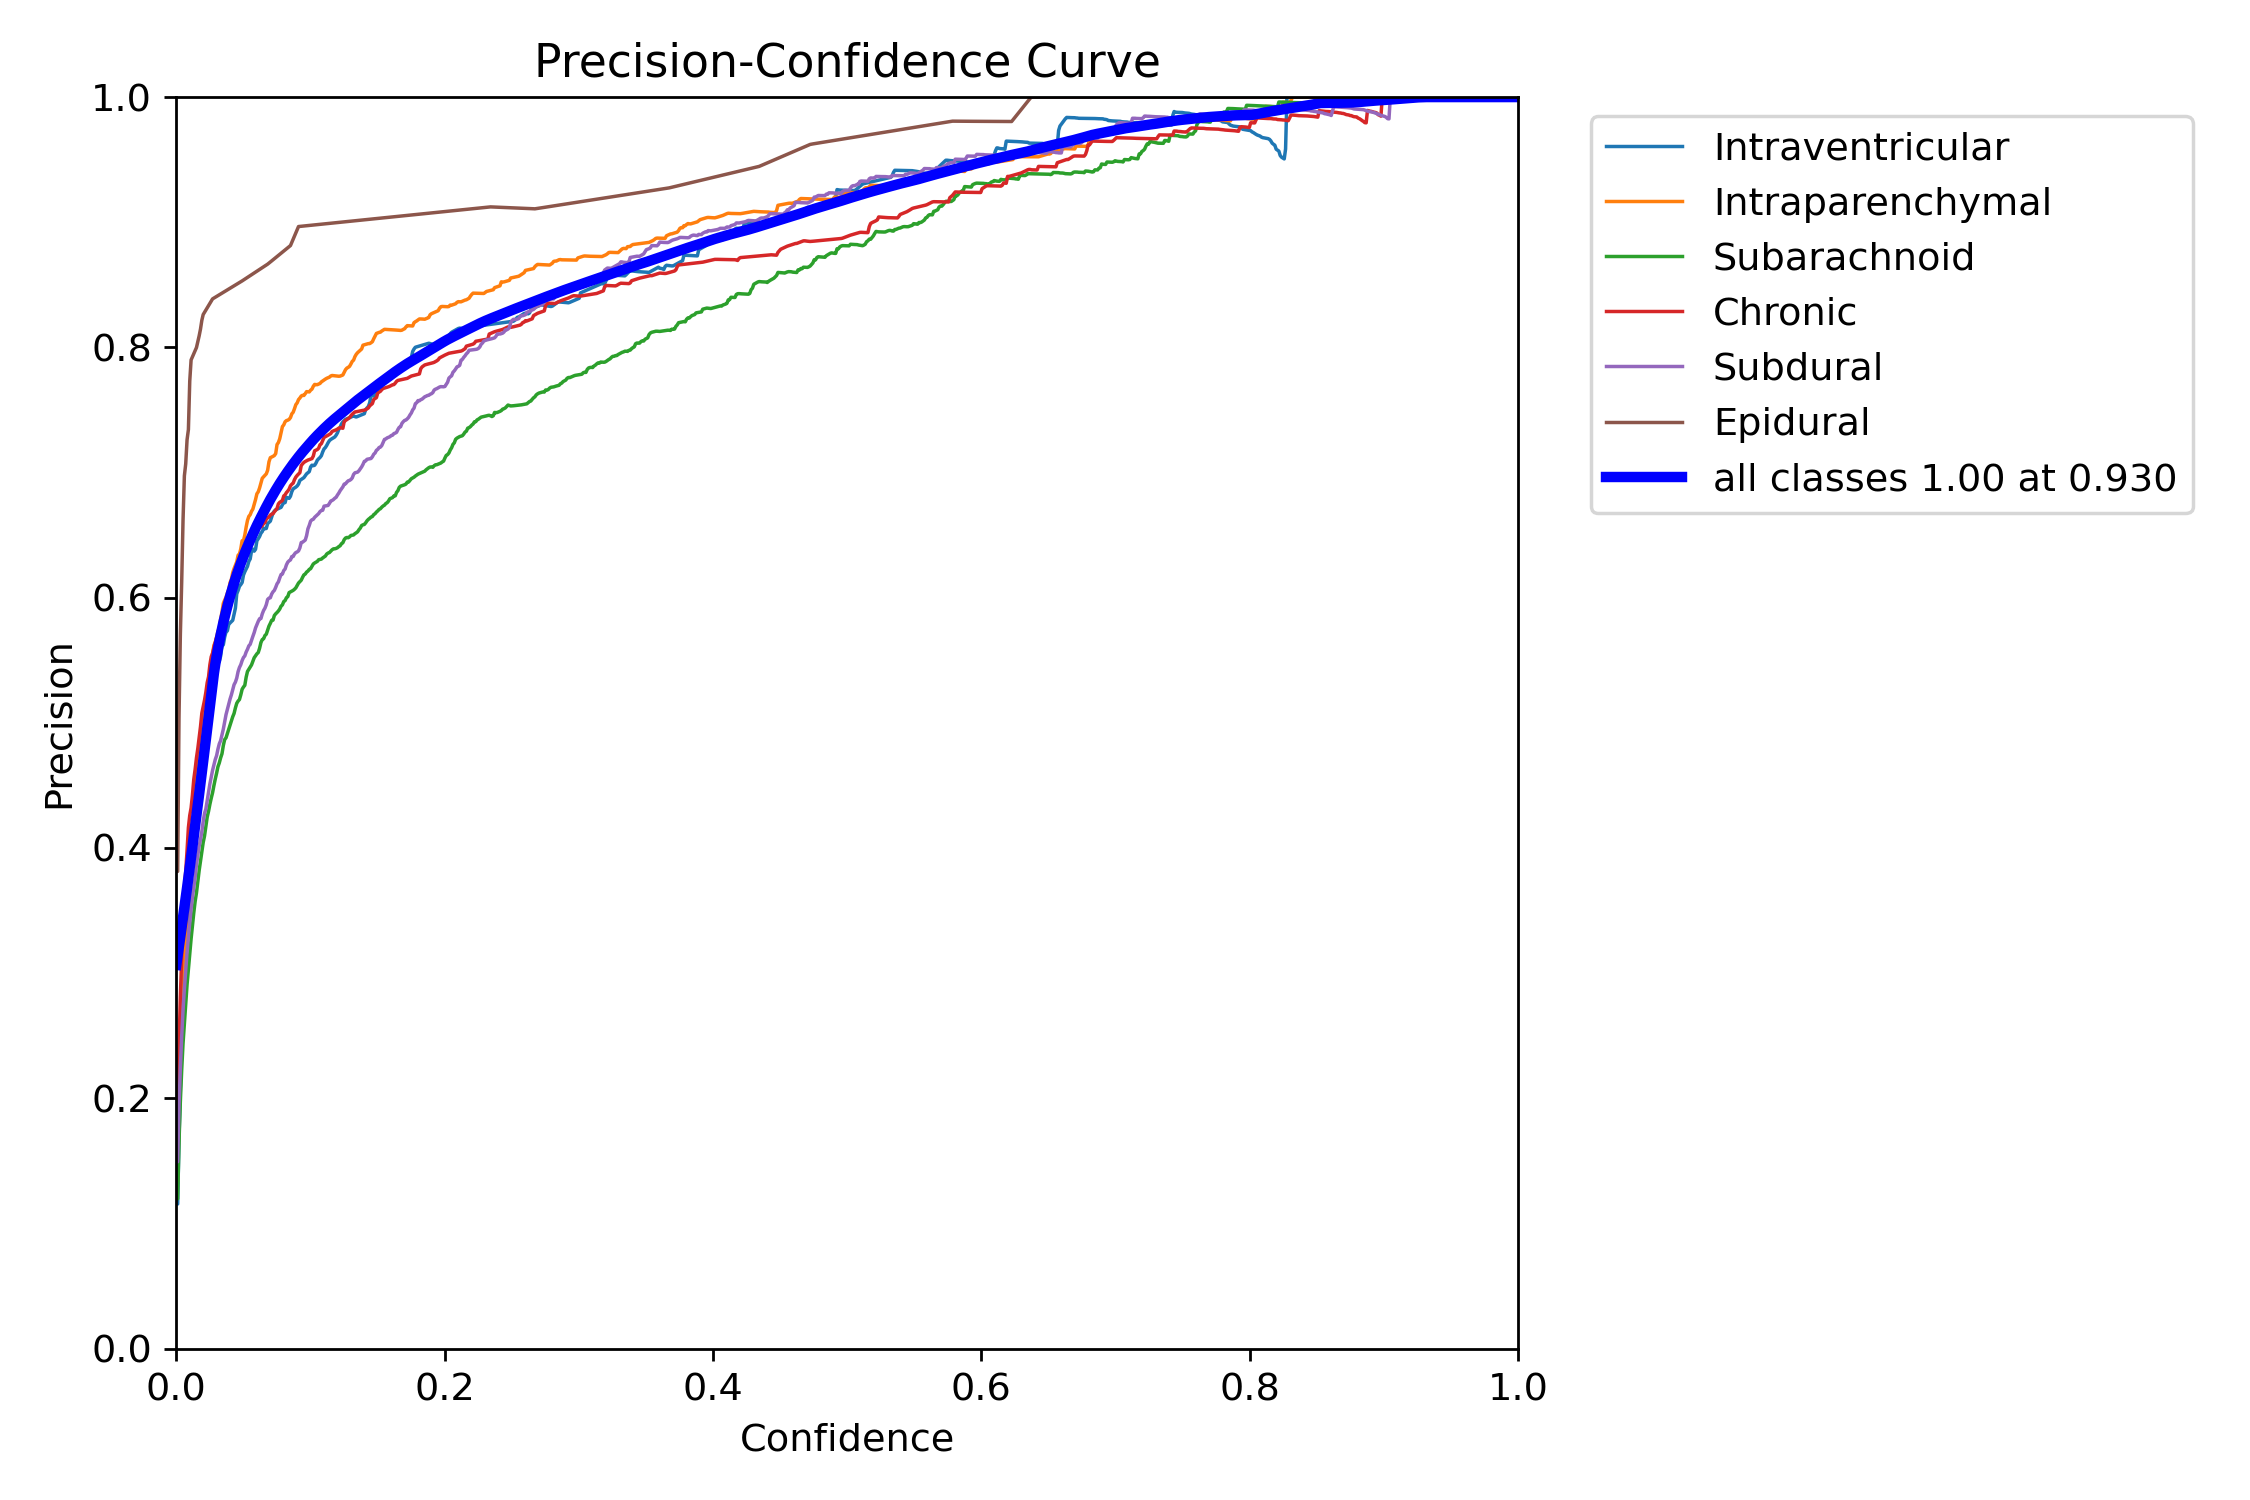 Precision-Confidence Curve
1.0
0.8
0.6
0.4
0.2
0.0
Precision
0.0 0.2 0.4 0.6 0.8 1.0
Confidence
Intraventricular
Intraparenchymal
Subarachnoid
Chronic
Subdural
Epidural
all classes 1.00 at 0.930